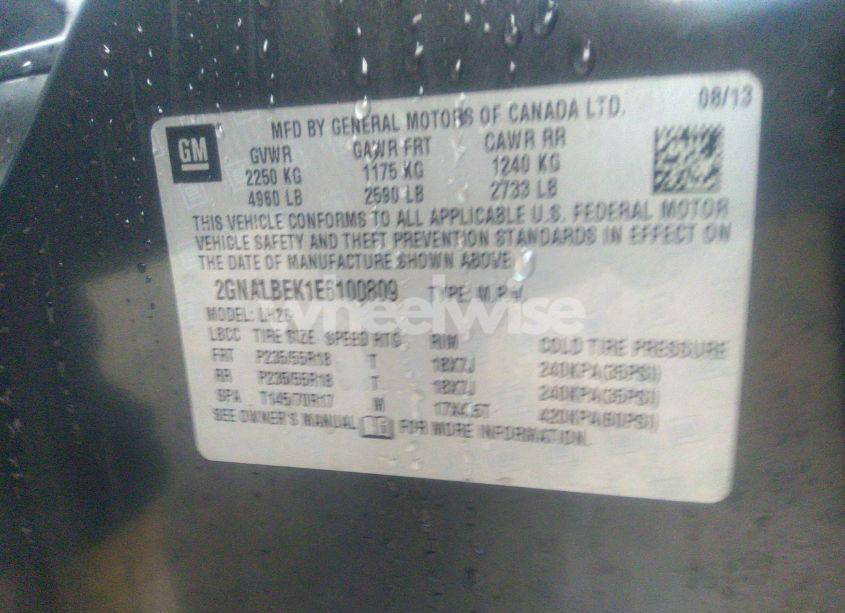 08/13
GM
MFD BY GENERAL MOTORS OF CANADA LTD.
GVWR GAWR FRT GAWR RR
2250 KG 1175 KG 1240 KG
4960 LB 2590 LB 2733 LB
THIS VEHICLE CONFORMS TO ALL APPLICABLE U.S. FEDERAL MOTOR
VEHICLE SAFETY AND THEFT PREVENTION STANDARDS IN EFFECT ON
THE DATE OF MANUFACTURE SHOWN ABOVE.
2GNALBEK1E6100809 TYPE: M.P.V.
wheelwise
MODEL:
LBCC TIRE SIZE SPEED RTG RIM COLD TIRE PRESSURE
FRT P235/55R18 T 18X7J 240KPA(35PSI)
RR P235/55R18 T 18X7J 240KPA(35PSI)
SPA T145/70R17 M 17X4.5T 420KPA(60PSI)
SEE OWNER'S MANUAL FOR MORE INFORMATION.